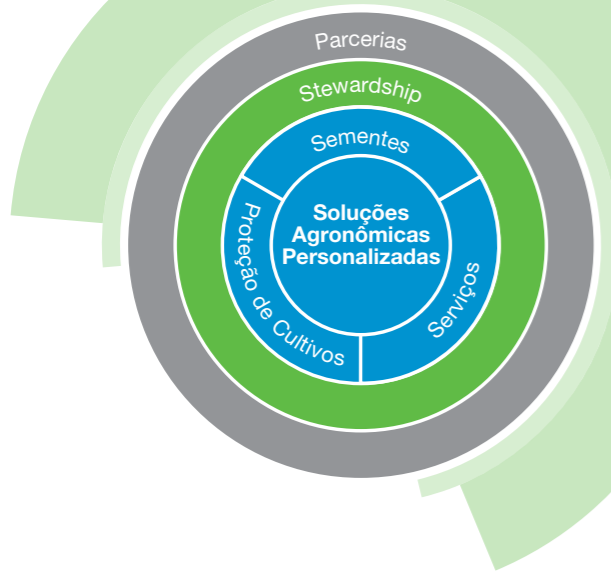 Parcerias
Stewardship
Sementes
Soluções
Agronômicas
Personalizadas
Proteção de Cultivos
Serviços